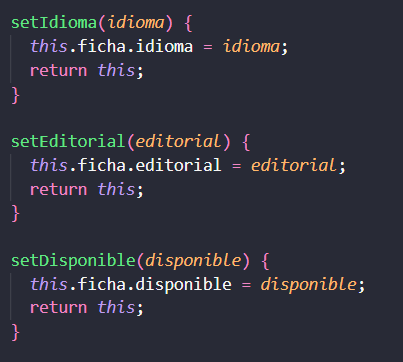 setIdioma(idioma) {
  this.ficha.idioma = idioma;
  return this;
}

setEditorial(editorial) {
  this.ficha.editorial = editorial;
  return this;
}

setDisponible(disponible) {
  this.ficha.disponible = disponible;
  return this;
}